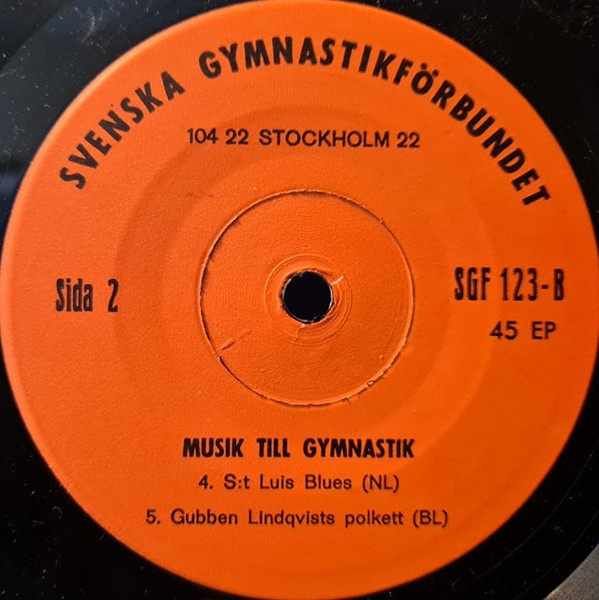 SVENSKA GYMNASTIKFÖRBUNDET
104 22 STOCKHOLM 22
Sida 2
SGF 123-B
45 EP
MUSIK TILL GYMNASTIK
4. S:t Luis Blues (NL)
5. Gubben Lindqvists polkett (BL)